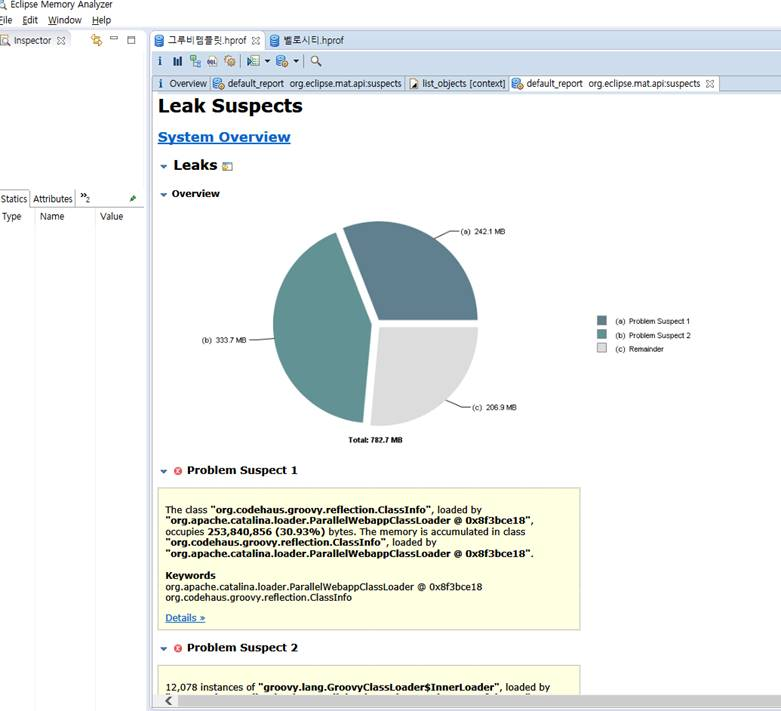 Eclipse Memory Analyzer
File Edit Window Help
Inspector
그루비템플릿.hprof
벨로시티.hprof
Overview
default_report org.eclipse.mat.api:suspects
list_objects [context]
default_report org.eclipse.mat.api:suspects
Leak Suspects
System Overview
Leaks
Overview
Statics
Attributes
»2
Type
Name
Value
(a) 242.1 MB
(b) 333.7 MB
(c) 206.9 MB
Total: 782.7 MB
(a) Problem Suspect 1
(b) Problem Suspect 2
(c) Remainder
Problem Suspect 1
The class "org.codehaus.groovy.reflection.ClassInfo", loaded by
"org.apache.catalina.loader.ParallelWebappClassLoader @ 0x8f3bce18",
occupies 253,840,856 (30.93%) bytes. The memory is accumulated in class
"org.codehaus.groovy.reflection.ClassInfo", loaded by
"org.apache.catalina.loader.ParallelWebappClassLoader @ 0x8f3bce18".
Keywords
org.apache.catalina.loader.ParallelWebappClassLoader @ 0x8f3bce18
org.codehaus.groovy.reflection.ClassInfo
Details »
Problem Suspect 2
12,078 instances of "groovy.lang.GroovyClassLoader$InnerLoader", loaded by